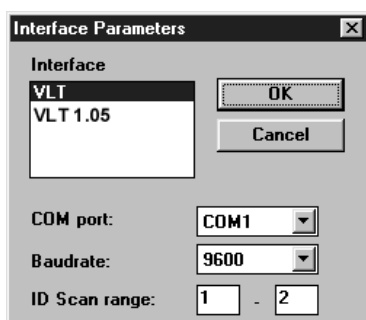 Interface Parameters
Interface
VLT
VLT 1.05
OK
Cancel
COM port: COM1
Baudrate: 9600
ID Scan range: 1 - 2